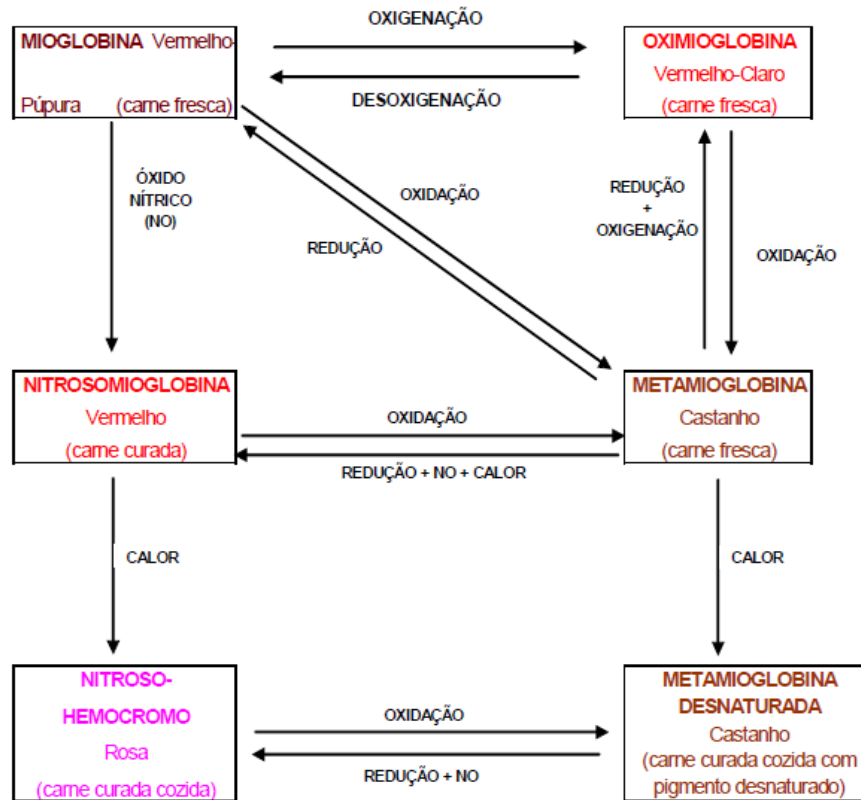 OXIGENAÇÃO
MIOGLOBINA Vermelho-
Púpura (carne fresca)
OXIMIOGLOBINA
Vermelho-Claro
(carne fresca)
DESOXIGENAÇÃO
ÓXIDO
NÍTRICO
(NO)
OXIDAÇÃO
REDUÇÃO
REDUÇÃO
+
OXIGENAÇÃO
OXIDAÇÃO
NITROSOMIOGLOBINA
Vermelho
(carne curada)
OXIDAÇÃO
REDUÇÃO + NO + CALOR
METAMIOGLOBINA
Castanho
(carne fresca)
CALOR
CALOR
NITROSO-
HEMOCROMO
Rosa
(carne curada cozida)
OXIDAÇÃO
REDUÇÃO + NO
METAMIOGLOBINA
DESNATURADA
Castanho
(carne curada cozida com
pigmento desnaturado)